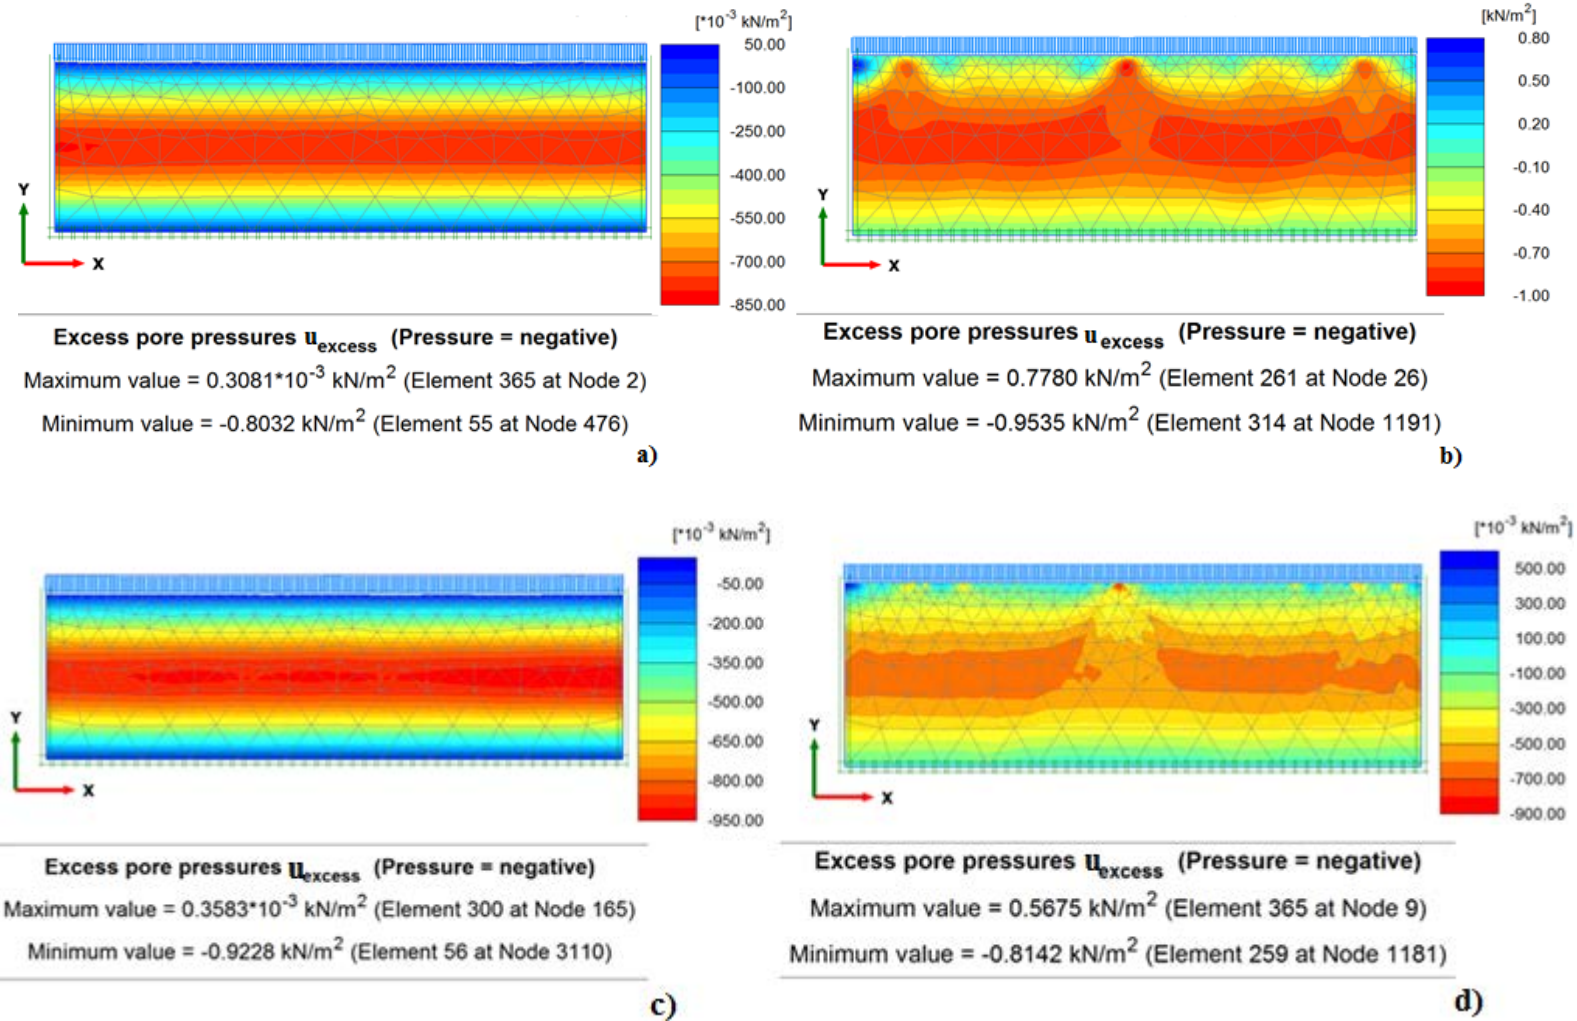 [*10-3 kN/m2]
50.00
-100.00
-250.00
-400.00
-550.00
-700.00
-850.00
Y
X
Excess pore pressures uexcess (Pressure = negative)
Maximum value = 0.3081*10-3 kN/m2 (Element 365 at Node 2)
Minimum value = -0.8032 kN/m2 (Element 55 at Node 476)
a)
[kN/m2]
0.80
0.50
0.20
-0.10
-0.40
-0.70
-1.00
Y
X
Excess pore pressures uexcess (Pressure = negative)
Maximum value = 0.7780 kN/m2 (Element 261 at Node 26)
Minimum value = -0.9535 kN/m2 (Element 314 at Node 1191)
b)
[*10-3 kN/m2]
-50.00
-200.00
-350.00
-500.00
-650.00
-800.00
-950.00
Y
X
Excess pore pressures uexcess (Pressure = negative)
Maximum value = 0.3583*10-3 kN/m2 (Element 300 at Node 165)
Minimum value = -0.9228 kN/m2 (Element 56 at Node 3110)
c)
[*10-3 kN/m2]
500.00
300.00
100.00
-100.00
-300.00
-500.00
-700.00
-900.00
Y
X
Excess pore pressures uexcess (Pressure = negative)
Maximum value = 0.5675 kN/m2 (Element 365 at Node 9)
Minimum value = -0.8142 kN/m2 (Element 259 at Node 1181)
d)